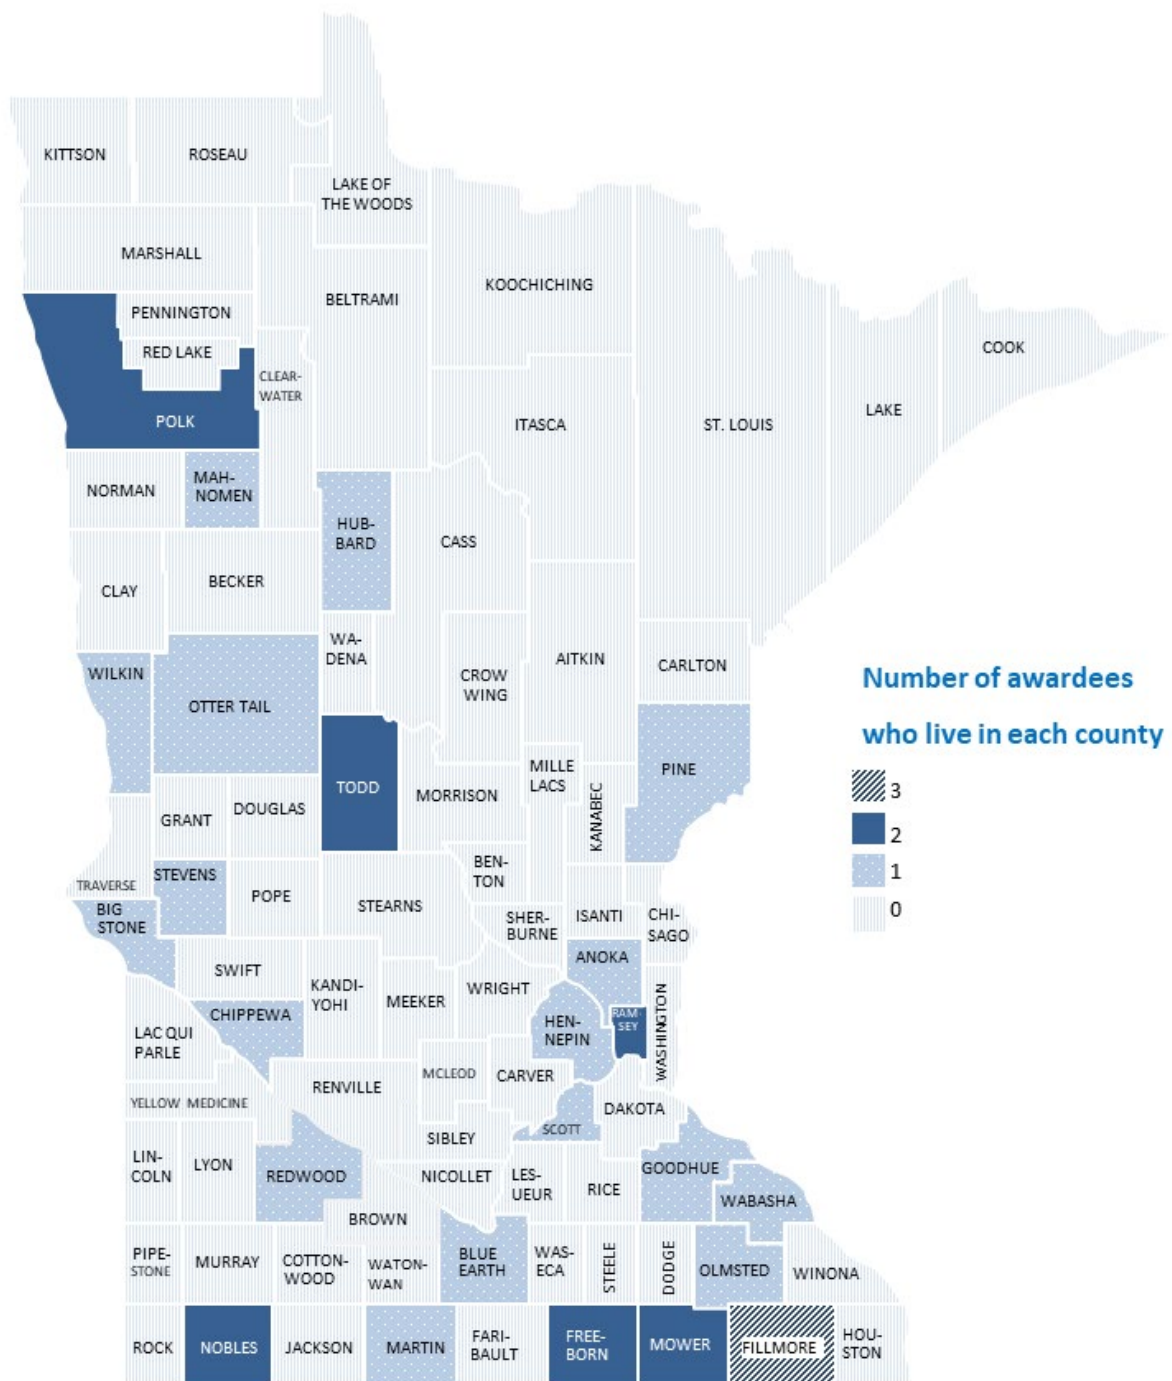 KITTSON
ROSEAU
LAKE OF
THE WOODS
MARSHALL
KOOCHICHING
BELTRAMI
PENNINGTON
RED LAKE
COOK
CLEAR-
WATER
LAKE
POLK
ITASCA
ST. LOUIS
MAH-
NOMEN
NORMAN
HUB-
BARD
CASS
BECKER
CLAY
WA-
DENA
AITKIN
CARLTON
WILKIN
CROW
WING
OTTER TAIL
Number of awardees
who live in each county
3
2
1
0
MILLE
LACS
PINE
TODD
MORRISON
DOUGLAS
GRANT
KANABEC
BEN-
TON
STEVENS
TRAVERSE
POPE
STEARNS
BIG
STONE
SHER-
BURNE
ISANTI
CHI-
SAGO
ANOKA
SWIFT
KANDI-
YOHI
MEEKER
WRIGHT
CHIPPEWA
HEN-
NEPIN
RAM-
SEY
WASHINGTON
LAC QUI
PARLE
RENVILLE
MCLEOD
CARVER
YELLOW MEDICINE
DAKOTA
SCOTT
SIBLEY
LIN-
COLN
LYON
REDWOOD
NICOLLET
LES-
UEUR
RICE
GOODHUE
WABASHA
BROWN
PIPE-
STONE
MURRAY
COTTON-
WOOD
WATON-
WAN
BLUE
EARTH
WAS-
ECA
STEELE
DODGE
OLMSTED
WINONA
ROCK
NOBLES
JACKSON
MARTIN
FARI-
BAULT
FREE-
BORN
MOWER
FILLMORE
HOU-
STON